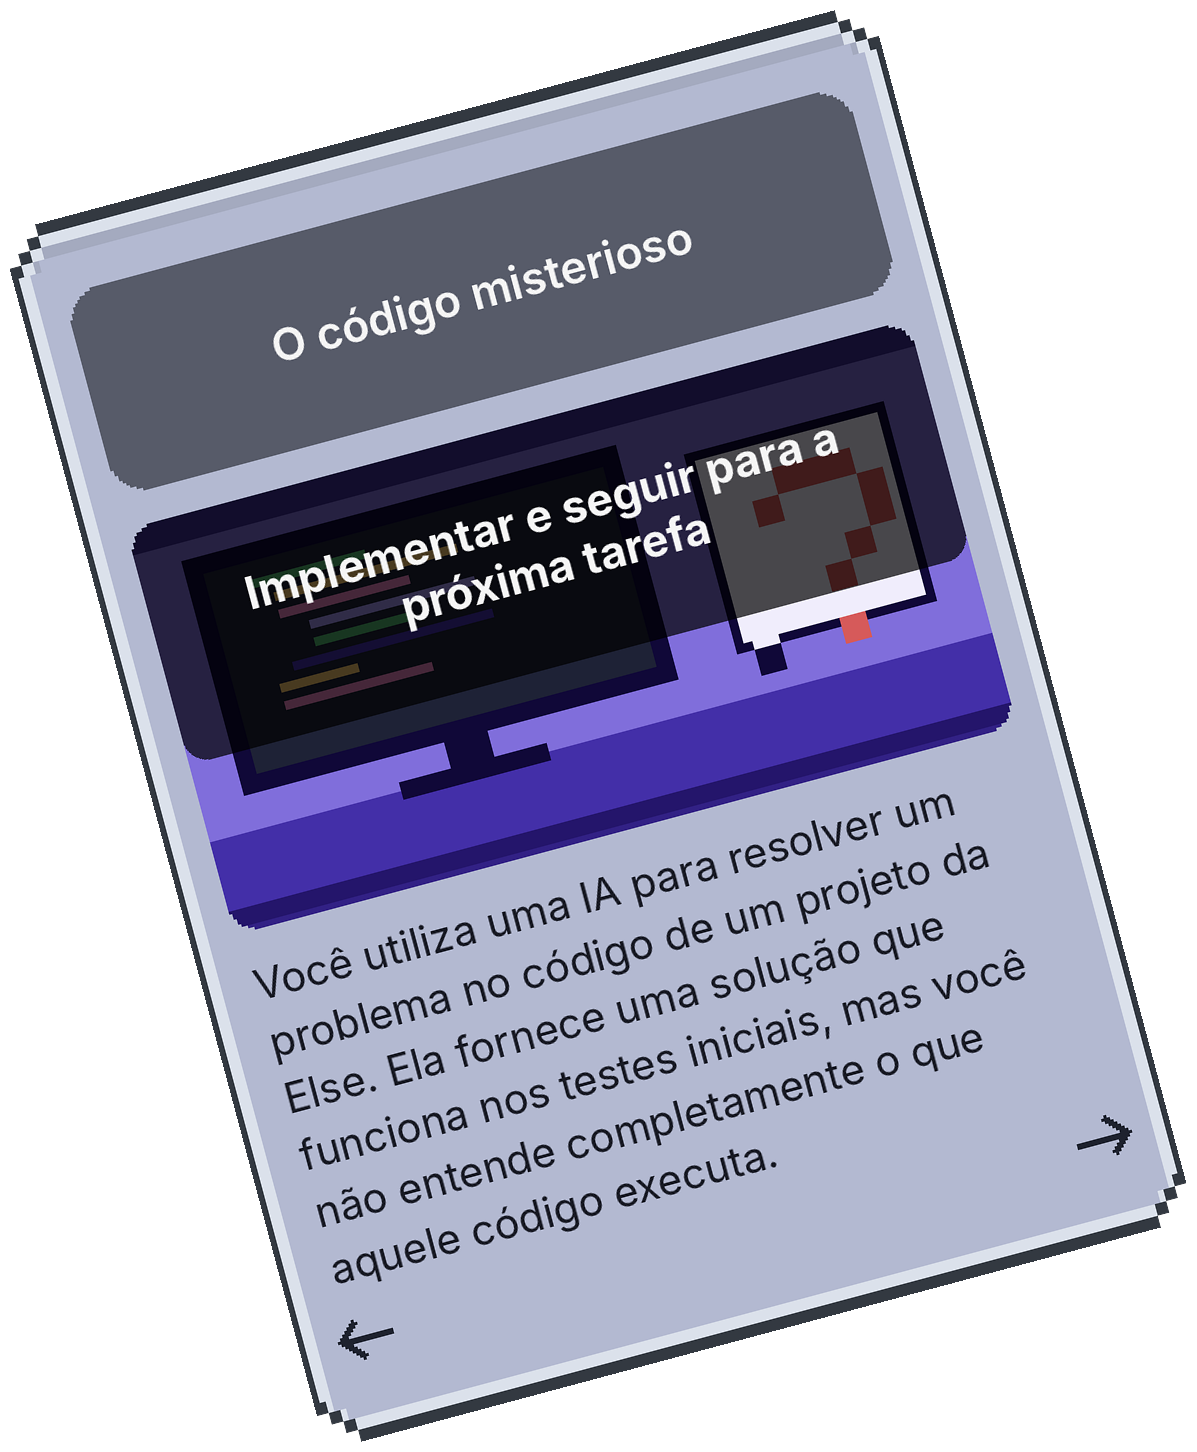 O código misterioso
Implementar e seguir para a
próxima tarefa
Você utiliza uma IA para resolver um
problema no código de um projeto da
Else. Ela fornece uma solução que
funciona nos testes iniciais, mas você
não entende completamente o que
aquele código executa.